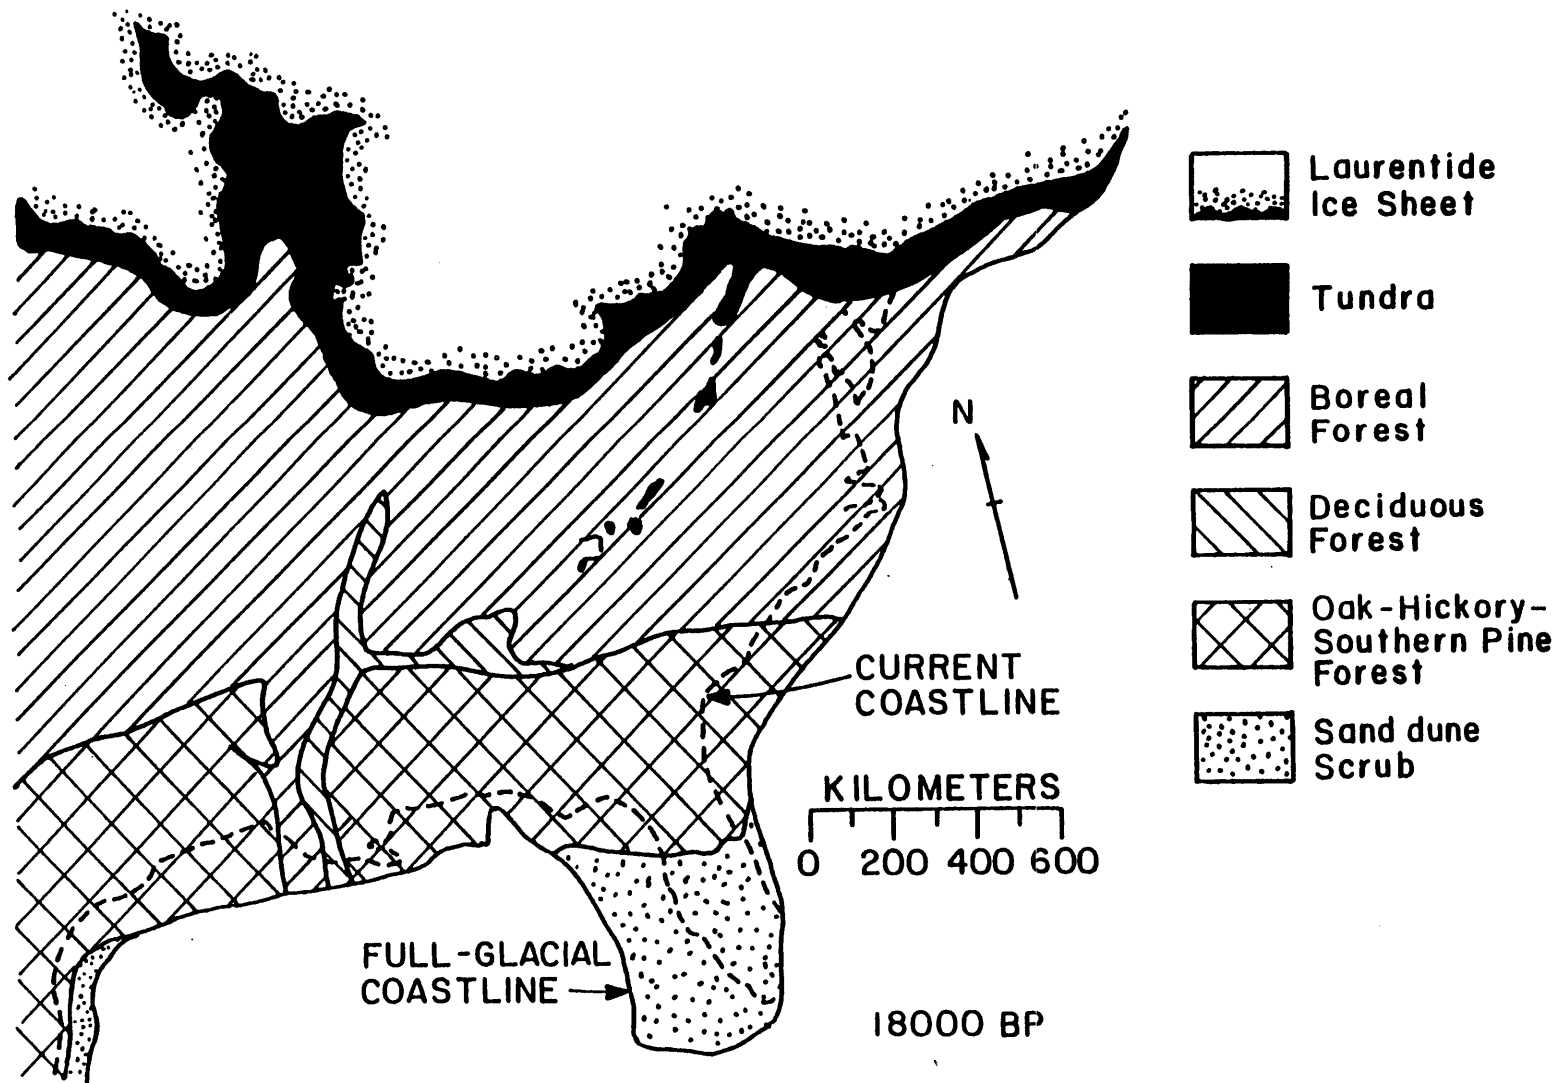 Laurentide
Ice Sheet
Tundra
Boreal
Forest
N
Deciduous
Forest
Oak-Hickory-
Southern Pine
Forest
CURRENT
COASTLINE
Sand dune
Scrub
KILOMETERS
0 200 400 600
FULL-GLACIAL
COASTLINE
18000 BP